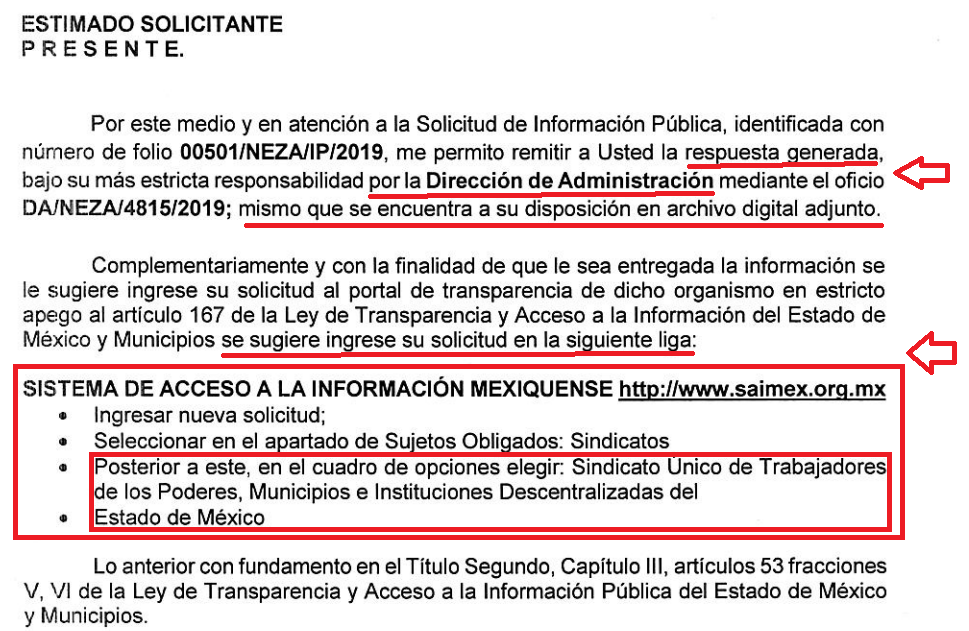 ESTIMADO SOLICITANTE
P R E S E N T E.
Por este medio y en atención a la Solicitud de Información Pública, identificada con
número de folio 00501/NEZA/IP/2019, me permito remitir a Usted la respuesta generada,
bajo su más estricta responsabilidad por la Dirección de Administración mediante el oficio
DA/NEZA/4815/2019; mismo que se encuentra a su disposición en archivo digital adjunto.
Complementariamente y con la finalidad de que le sea entregada la información se
le sugiere ingrese su solicitud al portal de transparencia de dicho organismo en estricto
apego al artículo 167 de la Ley de Transparencia y Acceso a la Información del Estado de
México y Municipios se sugiere ingrese su solicitud en la siguiente liga:
SISTEMA DE ACCESO A LA INFORMACIÓN MEXIQUENSE http://www.saimex.org.mx
• Ingresar nueva solicitud;
• Seleccionar en el apartado de Sujetos Obligados: Sindicatos
• Posterior a este, en el cuadro de opciones elegir: Sindicato Único de Trabajadores
de los Poderes, Municipios e Instituciones Descentralizadas del
• Estado de México
Lo anterior con fundamento en el Título Segundo, Capítulo III, artículos 53 fracciones
V, VI de la Ley de Transparencia y Acceso a la Información Pública del Estado de México
y Municipios.